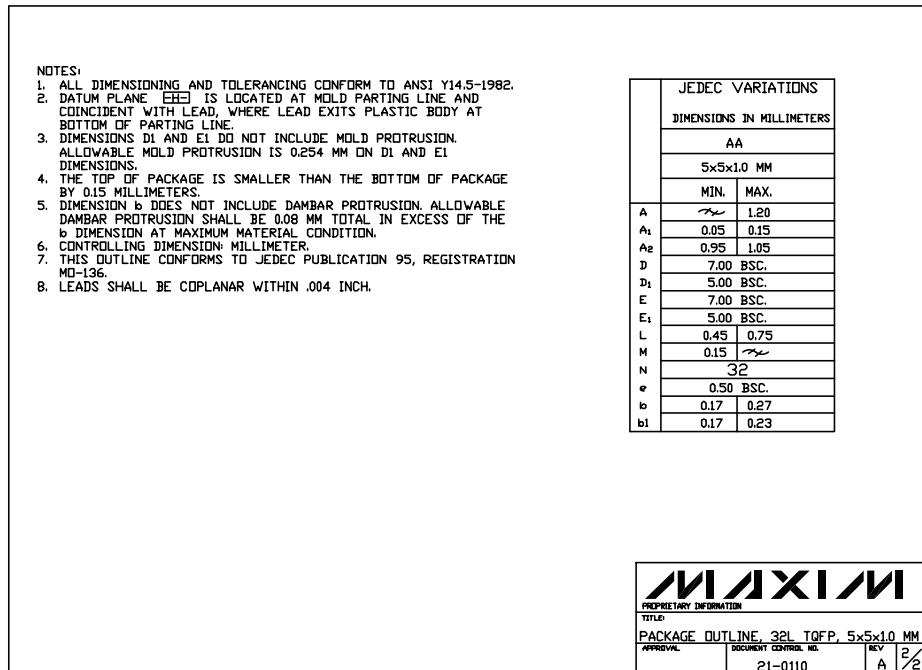 NOTES:
1. ALL DIMENSIONING AND TOLERANCING CONFORM TO ANSI Y14.5-1982.
2. DATUM PLANE -H- IS LOCATED AT MOLD PARTING LINE AND
COINCIDENT WITH LEAD, WHERE LEAD EXITS PLASTIC BODY AT
BOTTOM OF PARTING LINE.
3. DIMENSIONS D1 AND E1 DO NOT INCLUDE MOLD PROTRUSION.
ALLOWABLE MOLD PROTRUSION IS 0.254 MM ON D1 AND E1
DIMENSIONS.
4. THE TOP OF PACKAGE IS SMALLER THAN THE BOTTOM OF PACKAGE
BY 0.15 MILLIMETERS.
5. DIMENSION b DOES NOT INCLUDE DAMBAR PROTRUSION. ALLOWABLE
DAMBAR PROTRUSION SHALL BE 0.08 MM TOTAL IN EXCESS OF THE
b DIMENSION AT MAXIMUM MATERIAL CONDITION.
6. CONTROLLING DIMENSION: MILLIMETER.
7. THIS OUTLINE CONFORMS TO JEDEC PUBLICATION 95, REGISTRATION
MO-136.
8. LEADS SHALL BE COPLANAR WITHIN .004 INCH.
JEDEC VARIATIONS
DIMENSIONS IN MILLIMETERS
AA
5x5x1.0 MM
MIN. MAX.
A 1.20
A1 0.05 0.15
A2 0.95 1.05
D 7.00 BSC.
D1 5.00 BSC.
E 7.00 BSC.
E1 5.00 BSC.
L 0.45 0.75
M 0.15
N 32
e 0.50 BSC.
b 0.17 0.27
b1 0.17 0.23
MAXIM
PROPRIETARY INFORMATION
TITLE:
PACKAGE OUTLINE, 32L TQFP, 5x5x1.0 MM
APPROVAL DOCUMENT CONTROL NO. REV
21-0110 A 2/2